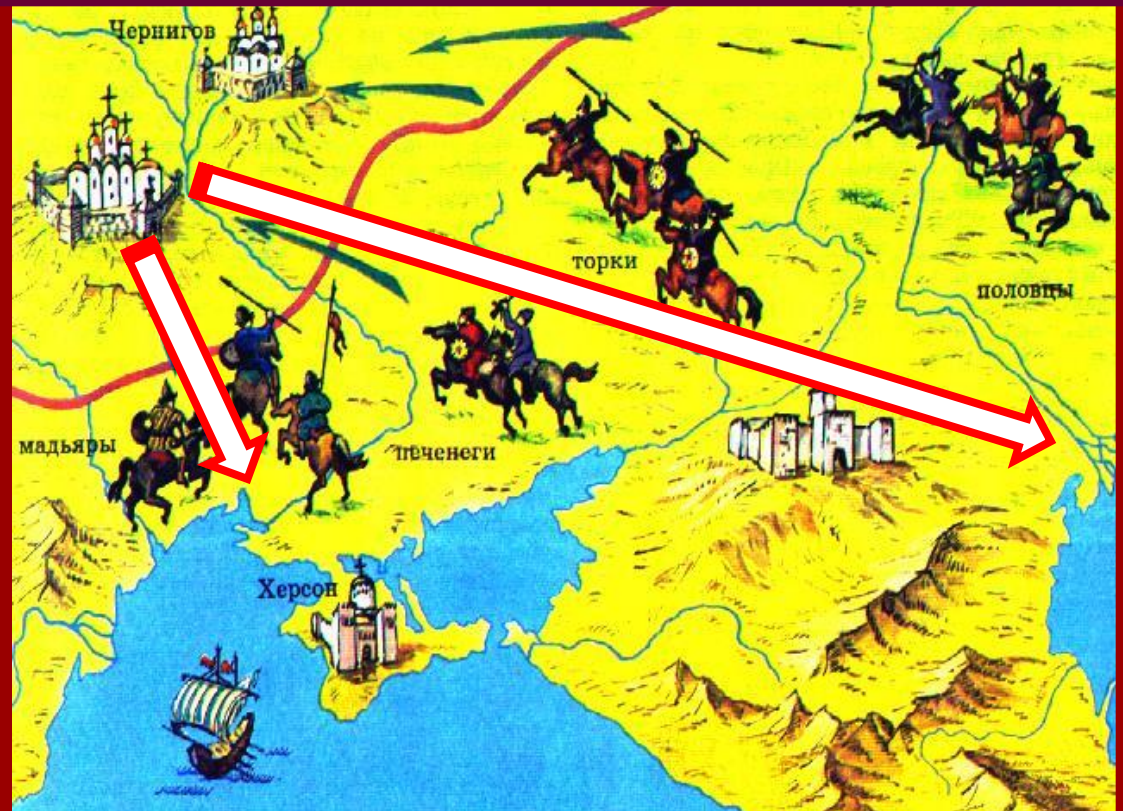 Чернигов
торки
половцы
мадьяры
печенеги
Херсон